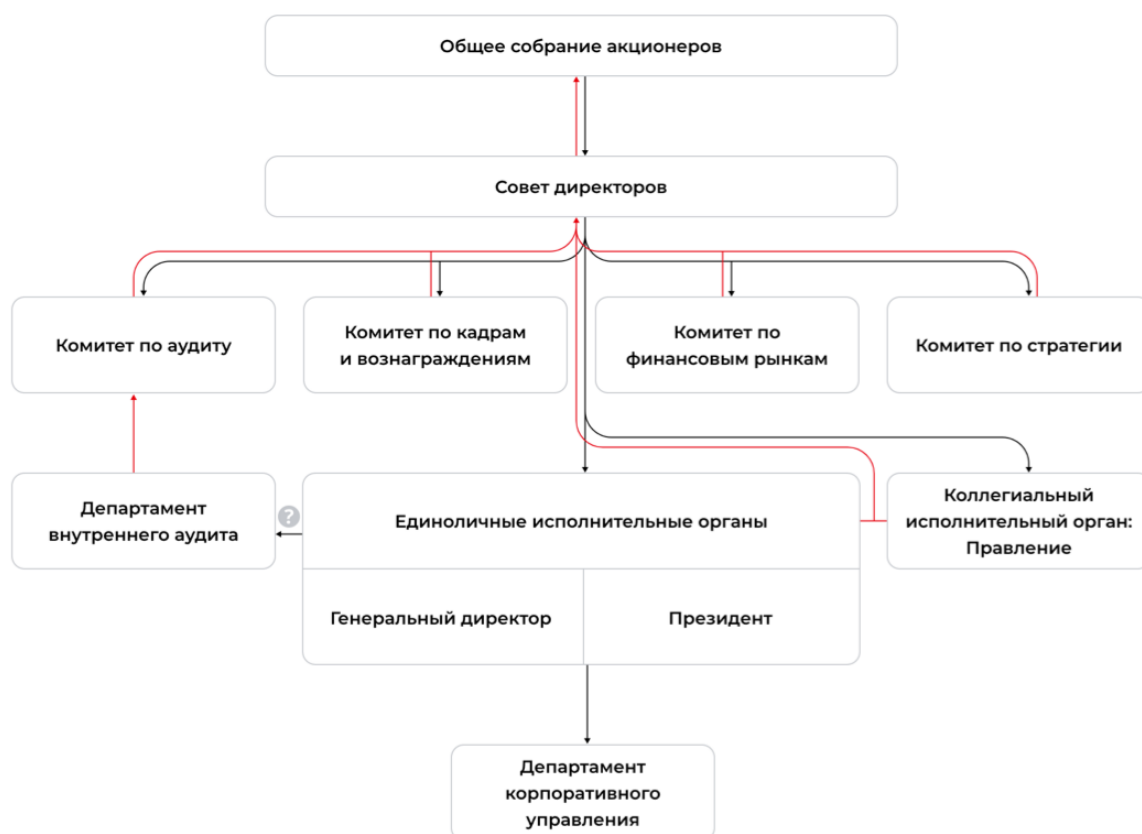 Общее собрание акционеров
Совет директоров
Комитет по аудиту
Комитет по кадрам
и вознаграждениям
Комитет по
финансовым рынкам
Комитет по стратегии
Департамент
внутреннего аудита
?
Единоличные исполнительные органы
Коллегиальный
исполнительный орган:
Правление
Генеральный директор
Президент
Департамент
корпоративного
управления